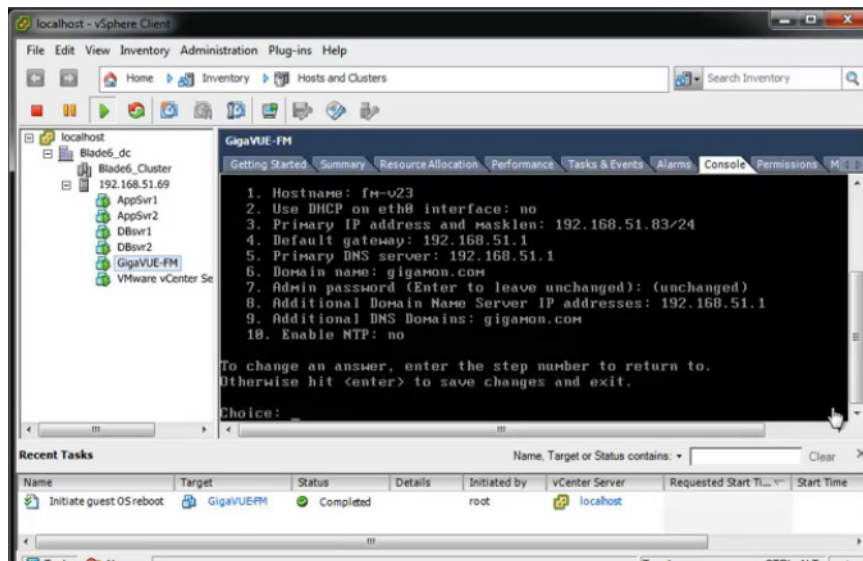 localhost - vSphere Client
File Edit View Inventory Administration Plug-ins Help
Home Inventory Hosts and Clusters Search Inventory
localhost
Blade6_dc
Blade6_Cluster
192.168.51.69
AppSvr1
AppSvr2
DBsvr1
DBsvr2
GigaVUE-FM
VMware vCenter Se
GigaVUE-FM
Getting Started Summary Resource Allocation Performance Tasks & Events Alarms Console Permissions M
1. Hostname: fm-v23
2. Use DHCP on eth0 interface: no
3. Primary IP address and masklen: 192.168.51.83/24
4. Default gateway: 192.168.51.1
5. Primary DNS server: 192.168.51.1
6. Domain name: gigamon.com
7. Admin password (Enter to leave unchanged): (unchanged)
8. Additional Domain Name Server IP addresses: 192.168.51.1
9. Additional DNS Domains: gigamon.com
10. Enable NTP: no
To change an answer, enter the step number to return to.
Otherwise hit <enter> to save changes and exit.
Choice: _
Recent Tasks Name, Target or Status contains: Clear
Name Target Status Details Initiated by vCenter Server Requested Start Ti... Start Time
Initiate guest OS reboot GigaVUE-FM Completed root localhost